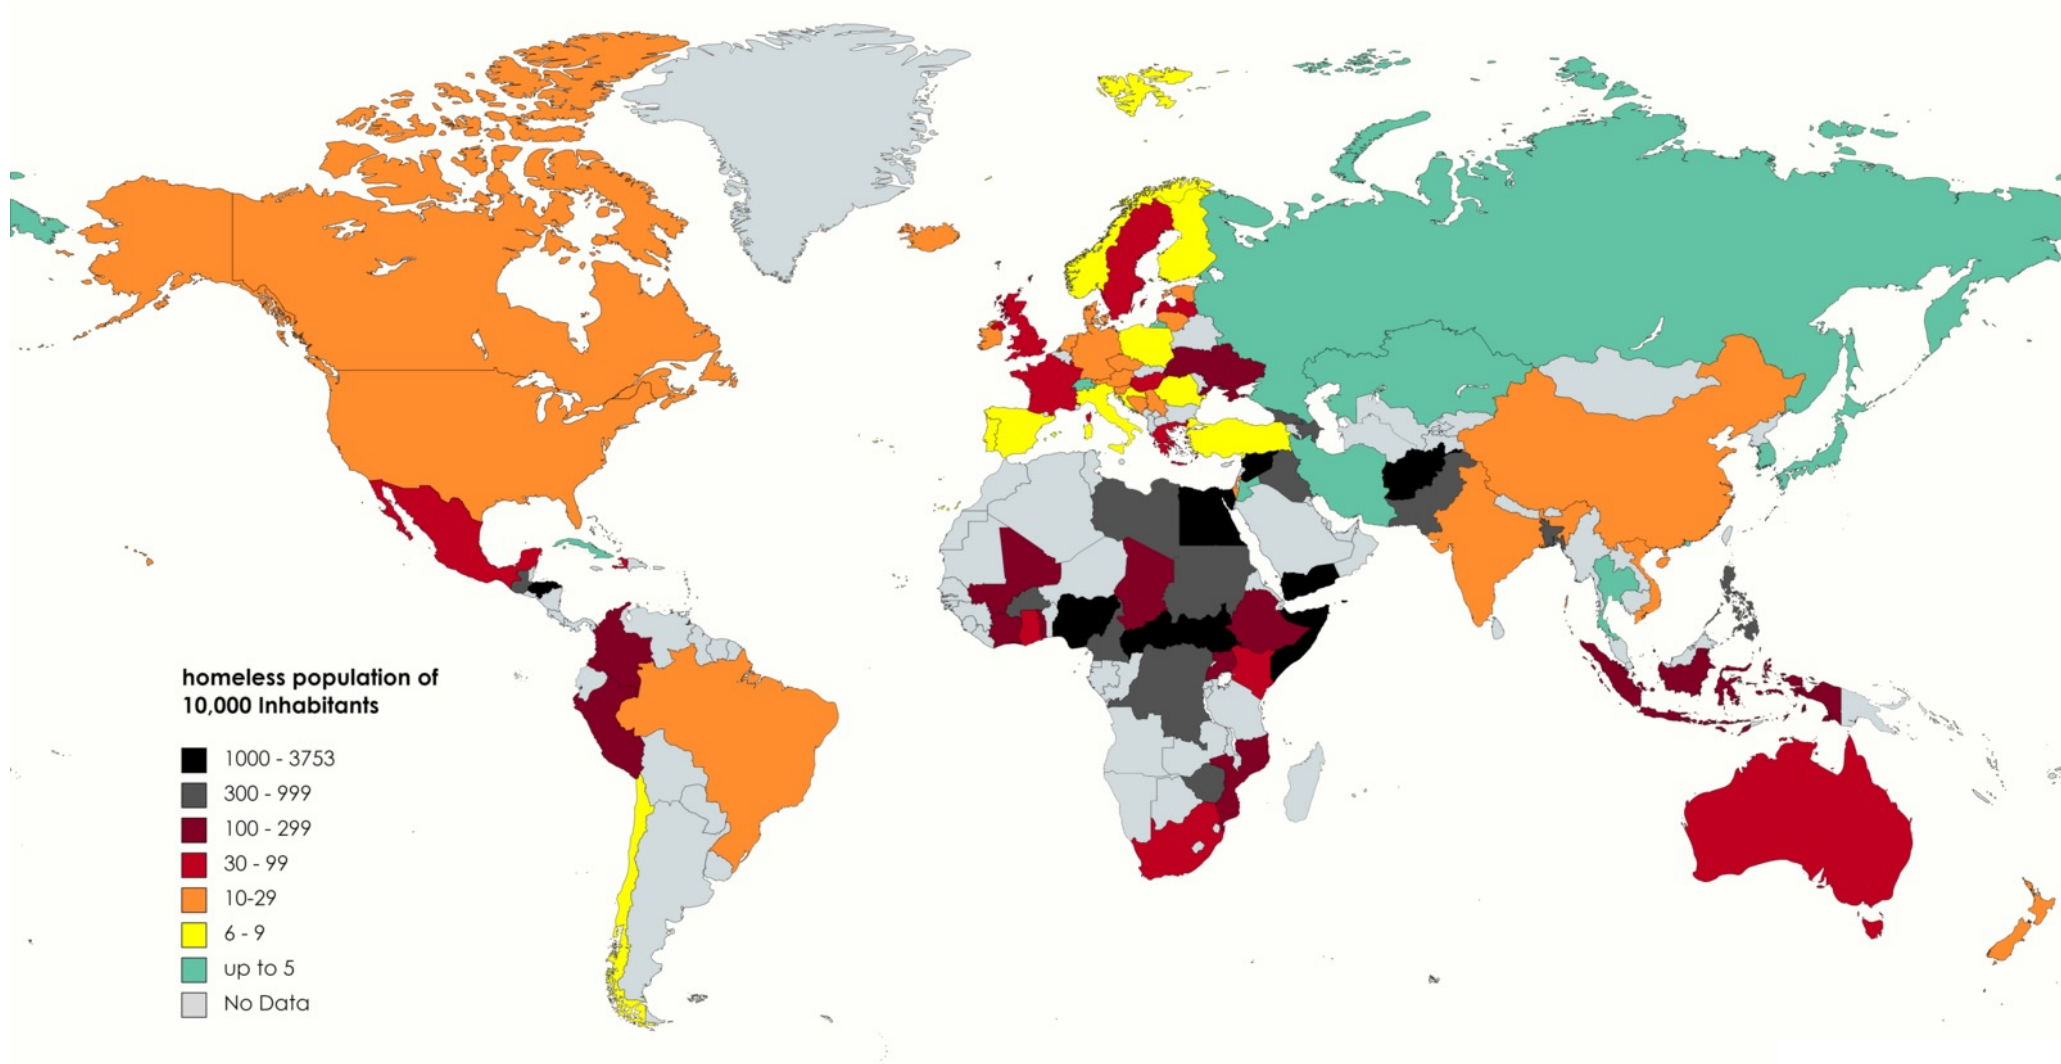 homeless population of
10,000 Inhabitants
1000 - 3753
300 - 999
100 - 299
30 - 99
10-29
6 - 9
up to 5
No Data